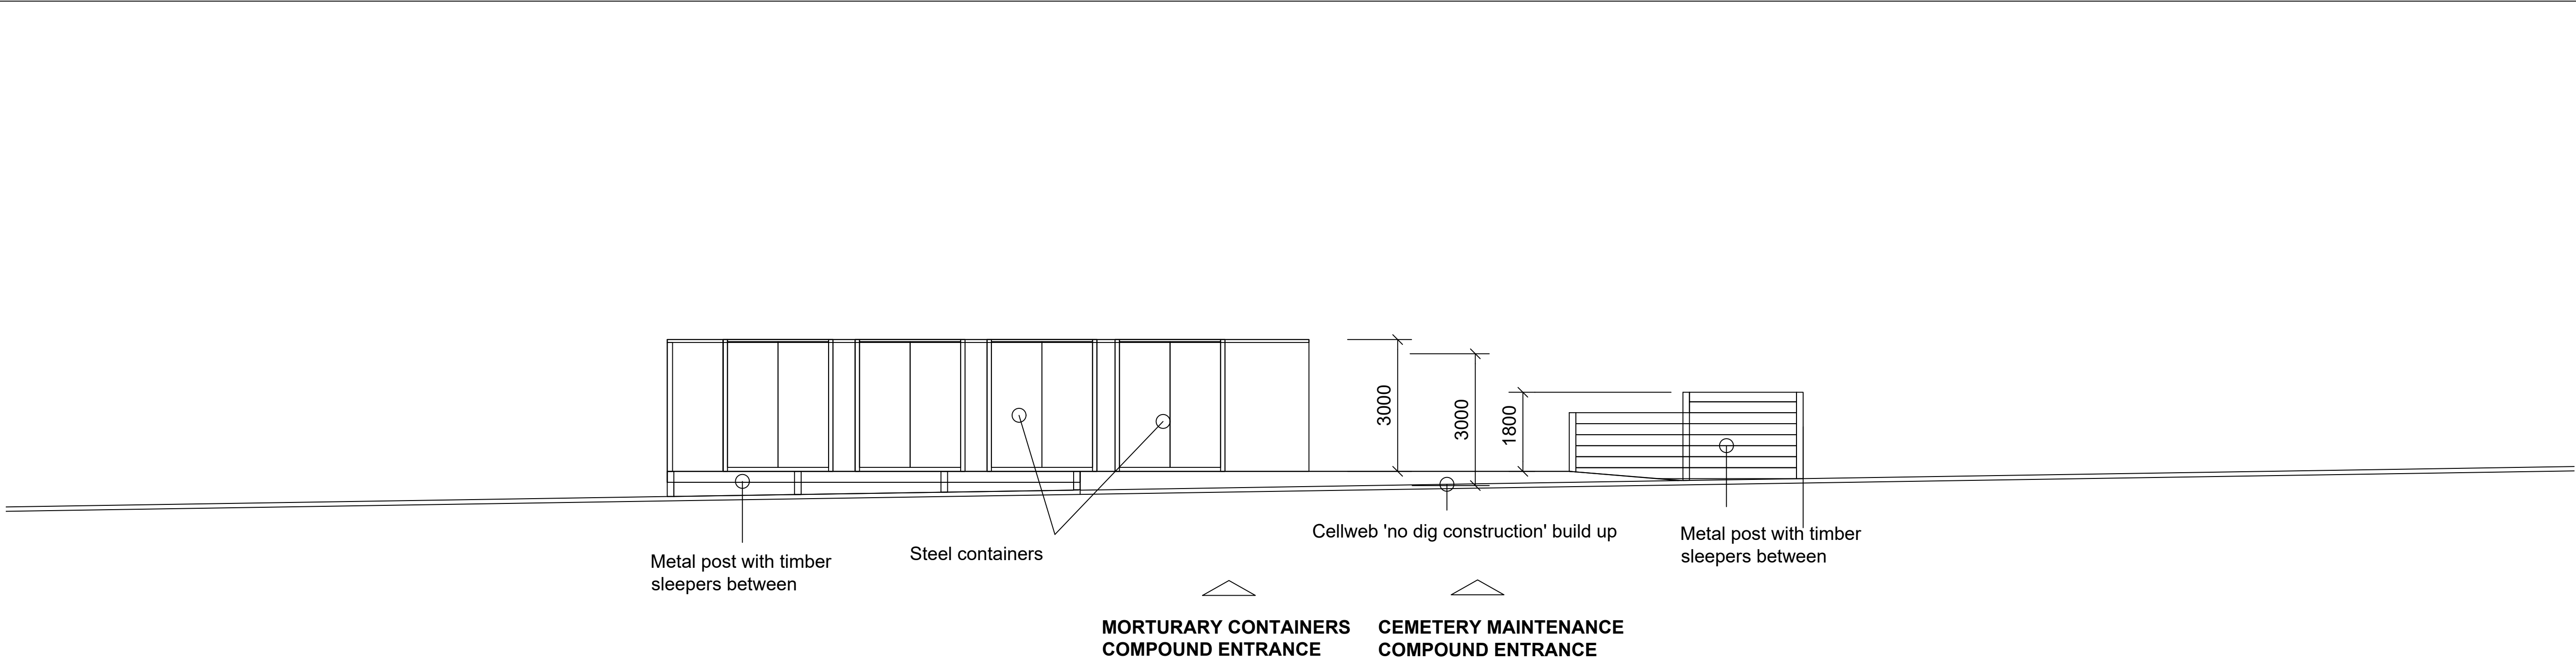 3000
3000
1800
Metal post with timber
sleepers between
Steel containers
Cellweb 'no dig construction' build up
Metal post with timber
sleepers between
MORTURARY CONTAINERS
COMPOUND ENTRANCE
CEMETERY MAINTENANCE
COMPOUND ENTRANCE